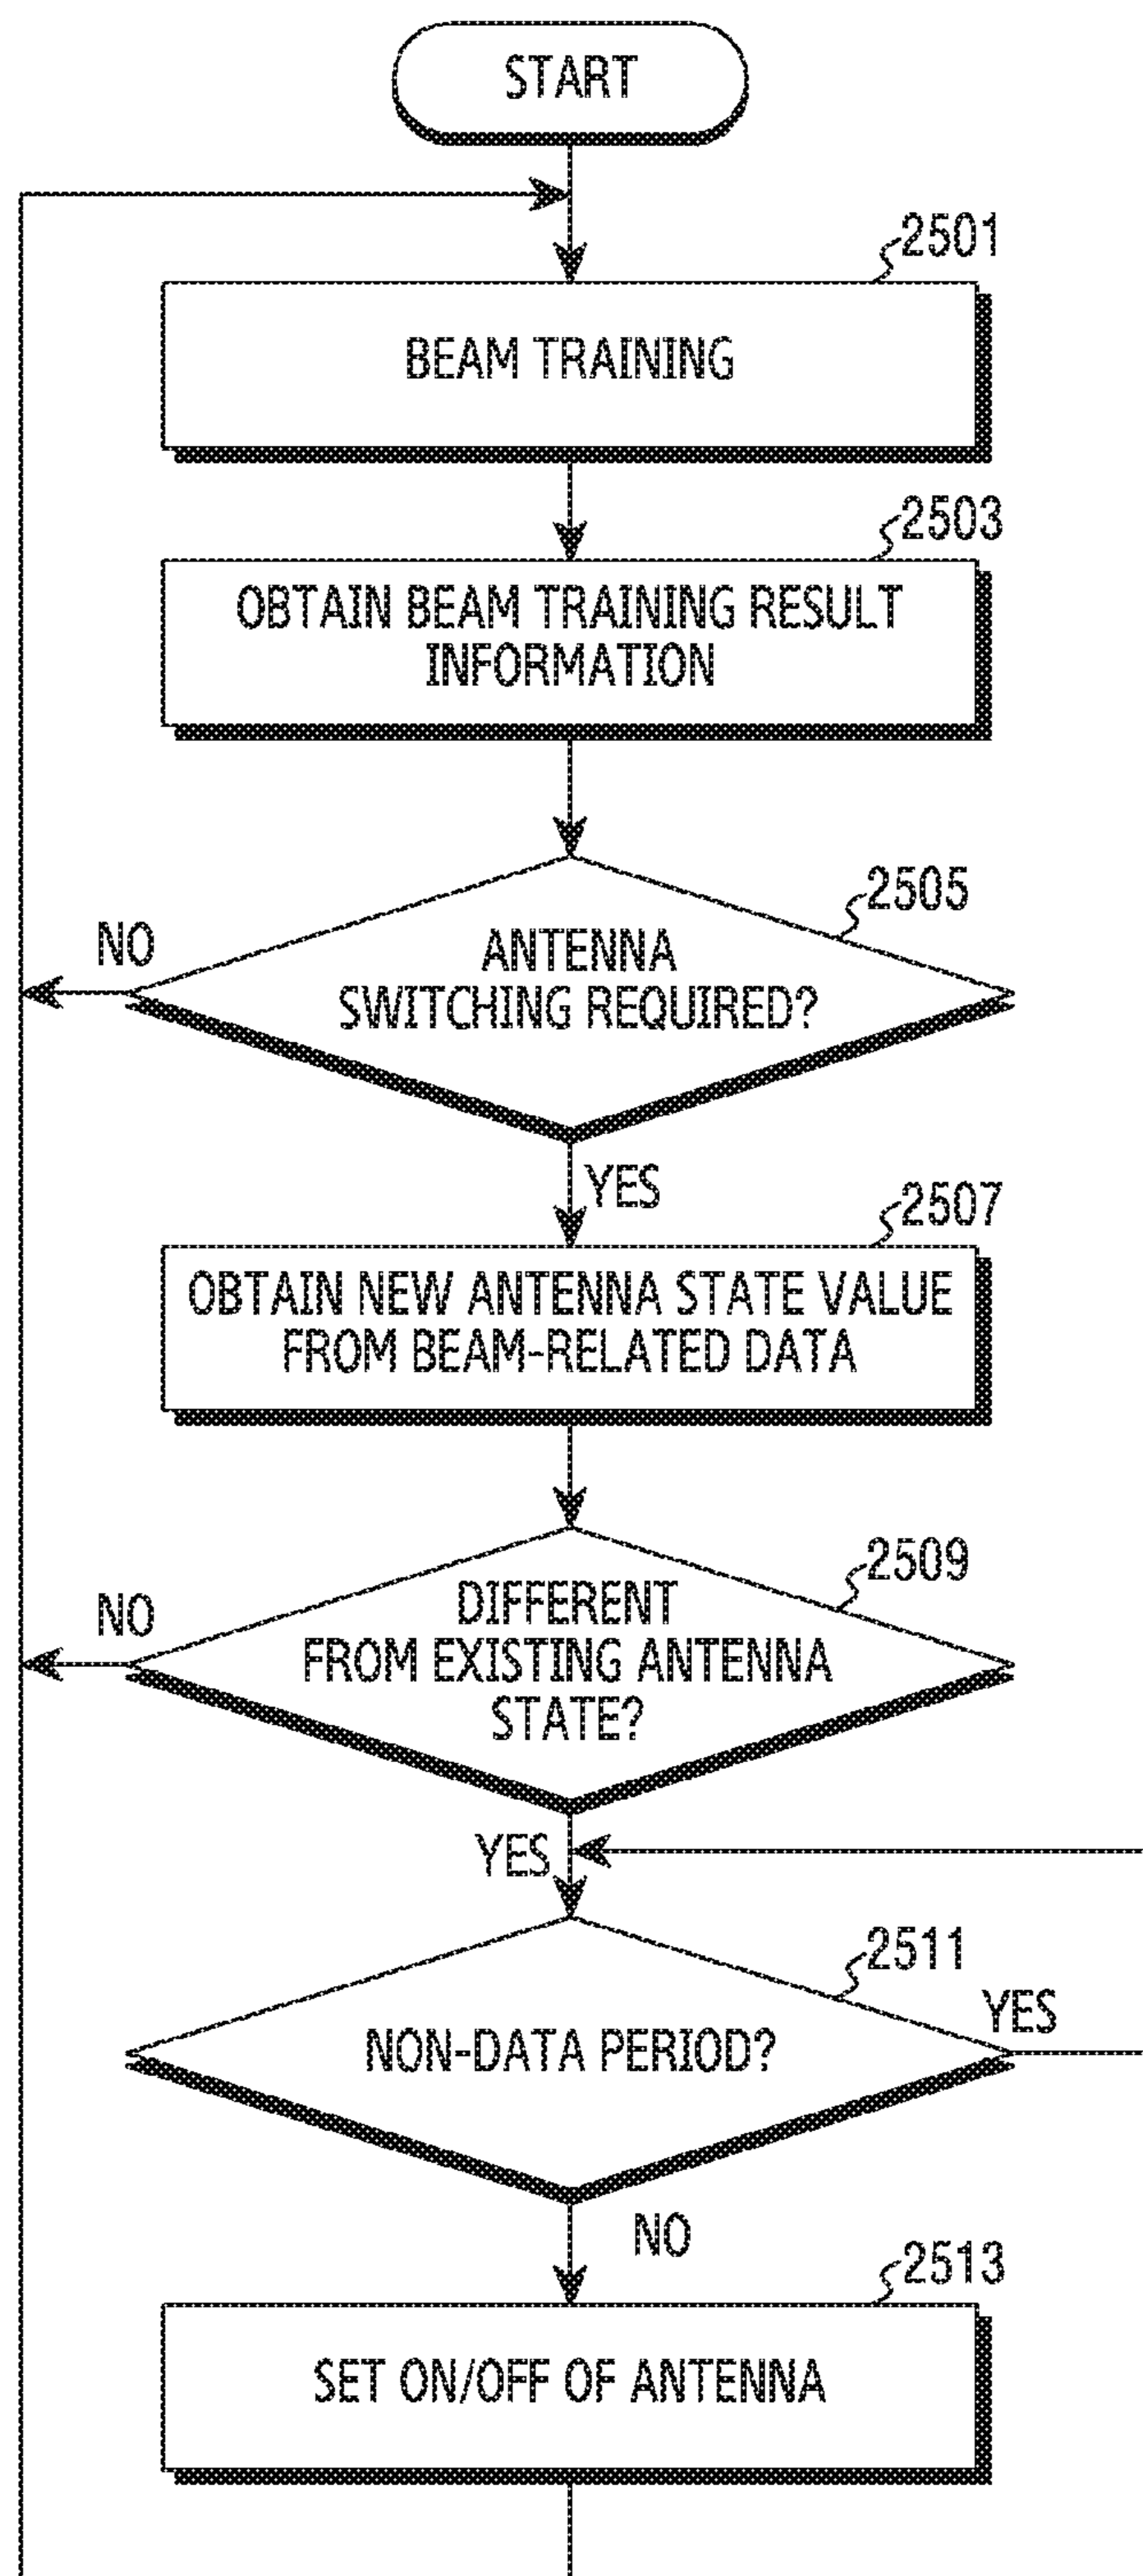 START
2501
BEAM TRAINING
2503
OBTAIN BEAM TRAINING RESULT
INFORMATION
2505
NO
ANTENNA
SWITCHING REQUIRED?
YES
2507
OBTAIN NEW ANTENNA STATE VALUE
FROM BEAM-RELATED DATA
2509
NO
DIFFERENT
FROM EXISTING ANTENNA
STATE?
YES
2511
YES
NON-DATA PERIOD?
NO
2513
SET ON/OFF OF ANTENNA